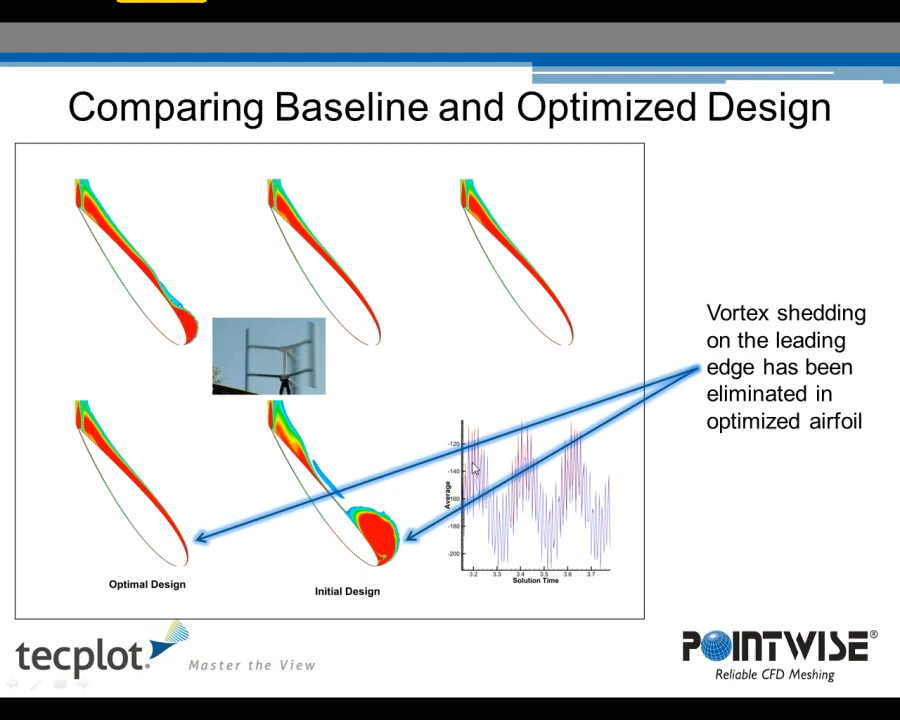 Comparing Baseline and Optimized Design
Vortex shedding
on the leading
edge has been
eliminated in
optimized airfoil
Optimal Design
Initial Design
Average
-120
-140
-160
-180
-200
3.2 3.3 3.4 3.5 3.6 3.7
Solution Time
tecplot.
Master the View
POINTWISE®
Reliable CFD Meshing